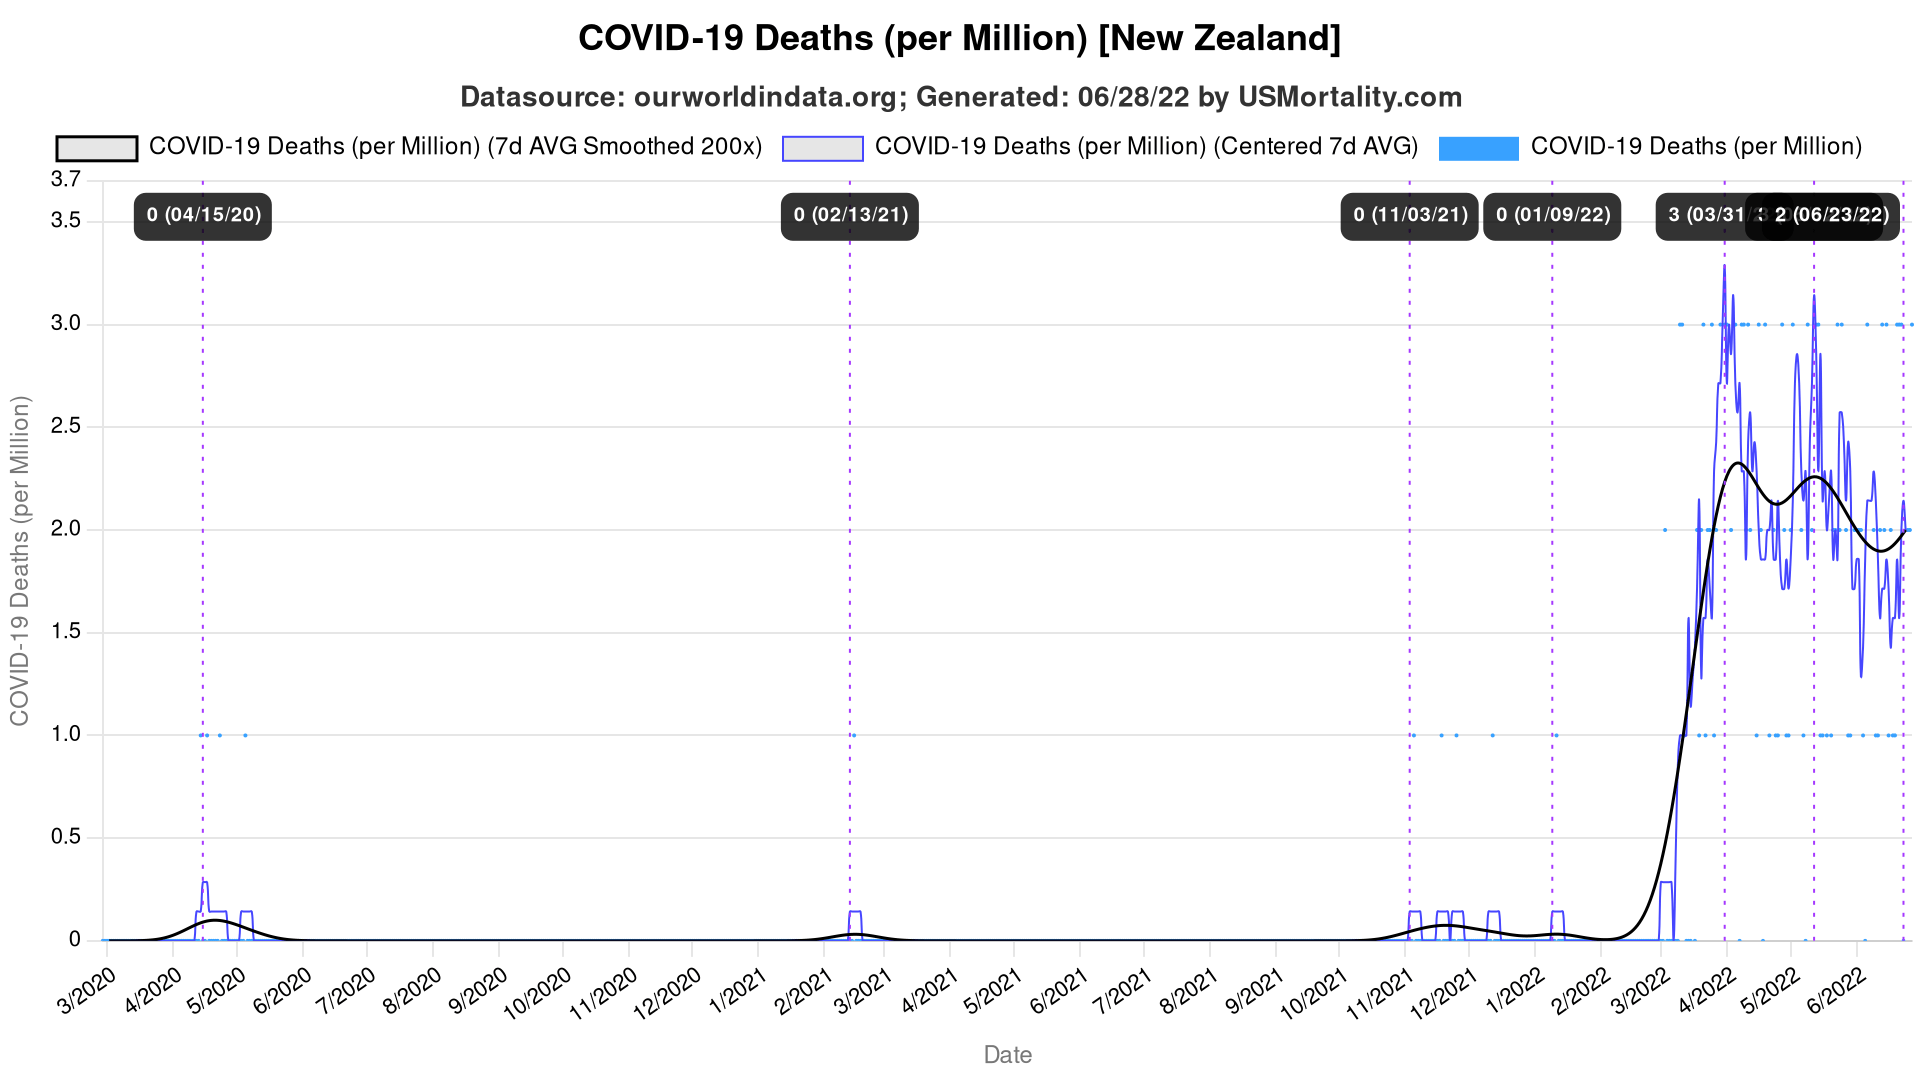 COVID-19 Deaths (per Million) [New Zealand]
Datasource: ourworldindata.org; Generated: 06/28/22 by USMortality.com
COVID-19 Deaths (per Million) (7d AVG Smoothed 200x) COVID-19 Deaths (per Million) (Centered 7d AVG) COVID-19 Deaths (per Million)
0 (04/15/20) 0 (02/13/21) 0 (11/03/21) 0 (01/09/22) 3 (03/31/ 2 (06/23/22)
3.7
3.5
3.0
2.5
2.0
1.5
1.0
0.5
0
COVID-19 Deaths (per Million)
3/2020 4/2020 5/2020 6/2020 7/2020 8/2020 9/2020 10/2020 11/2020 12/2020 1/2021 2/2021 3/2021 4/2021 5/2021 6/2021 7/2021 8/2021 9/2021 10/2021 11/2021 12/2021 1/2022 2/2022 3/2022 4/2022 5/2022 6/2022
Date